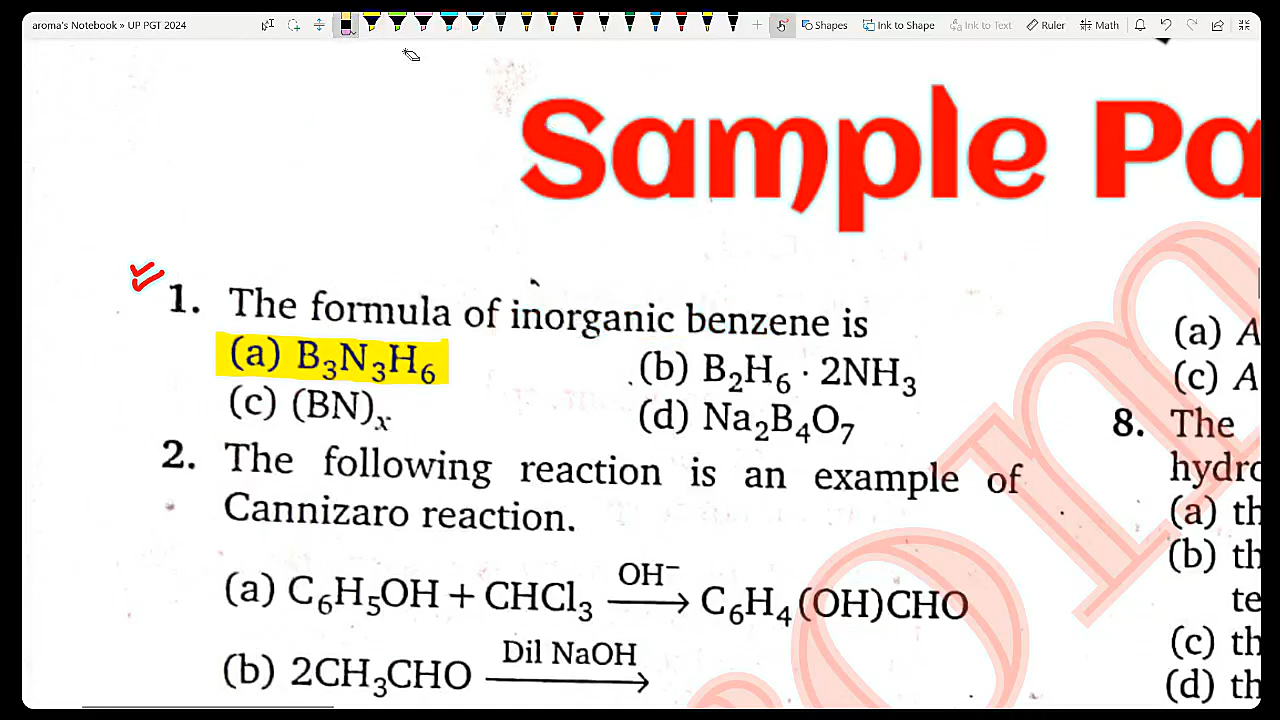 aroma's Notebook » UP PGT 2024
Shapes
Ink to Shape
Ink to Text
Ruler
Math
Sample Pa
1. The formula of inorganic benzene is
(a) B₃N₃H₆ (b) B₂H₆ · 2NH₃
(c) (BN)ₓ (d) Na₂B₄O₇
2. The following reaction is an example of
Cannizaro reaction.
(a) C₆H₅OH + CHCl₃ —OH⁻→ C₆H₄(OH)CHO
(b) 2CH₃CHO —Dil NaOH→
(a) A
(c) A
8. The
hydro
(a) th
(b) th
te
(c) th
(d) th
om